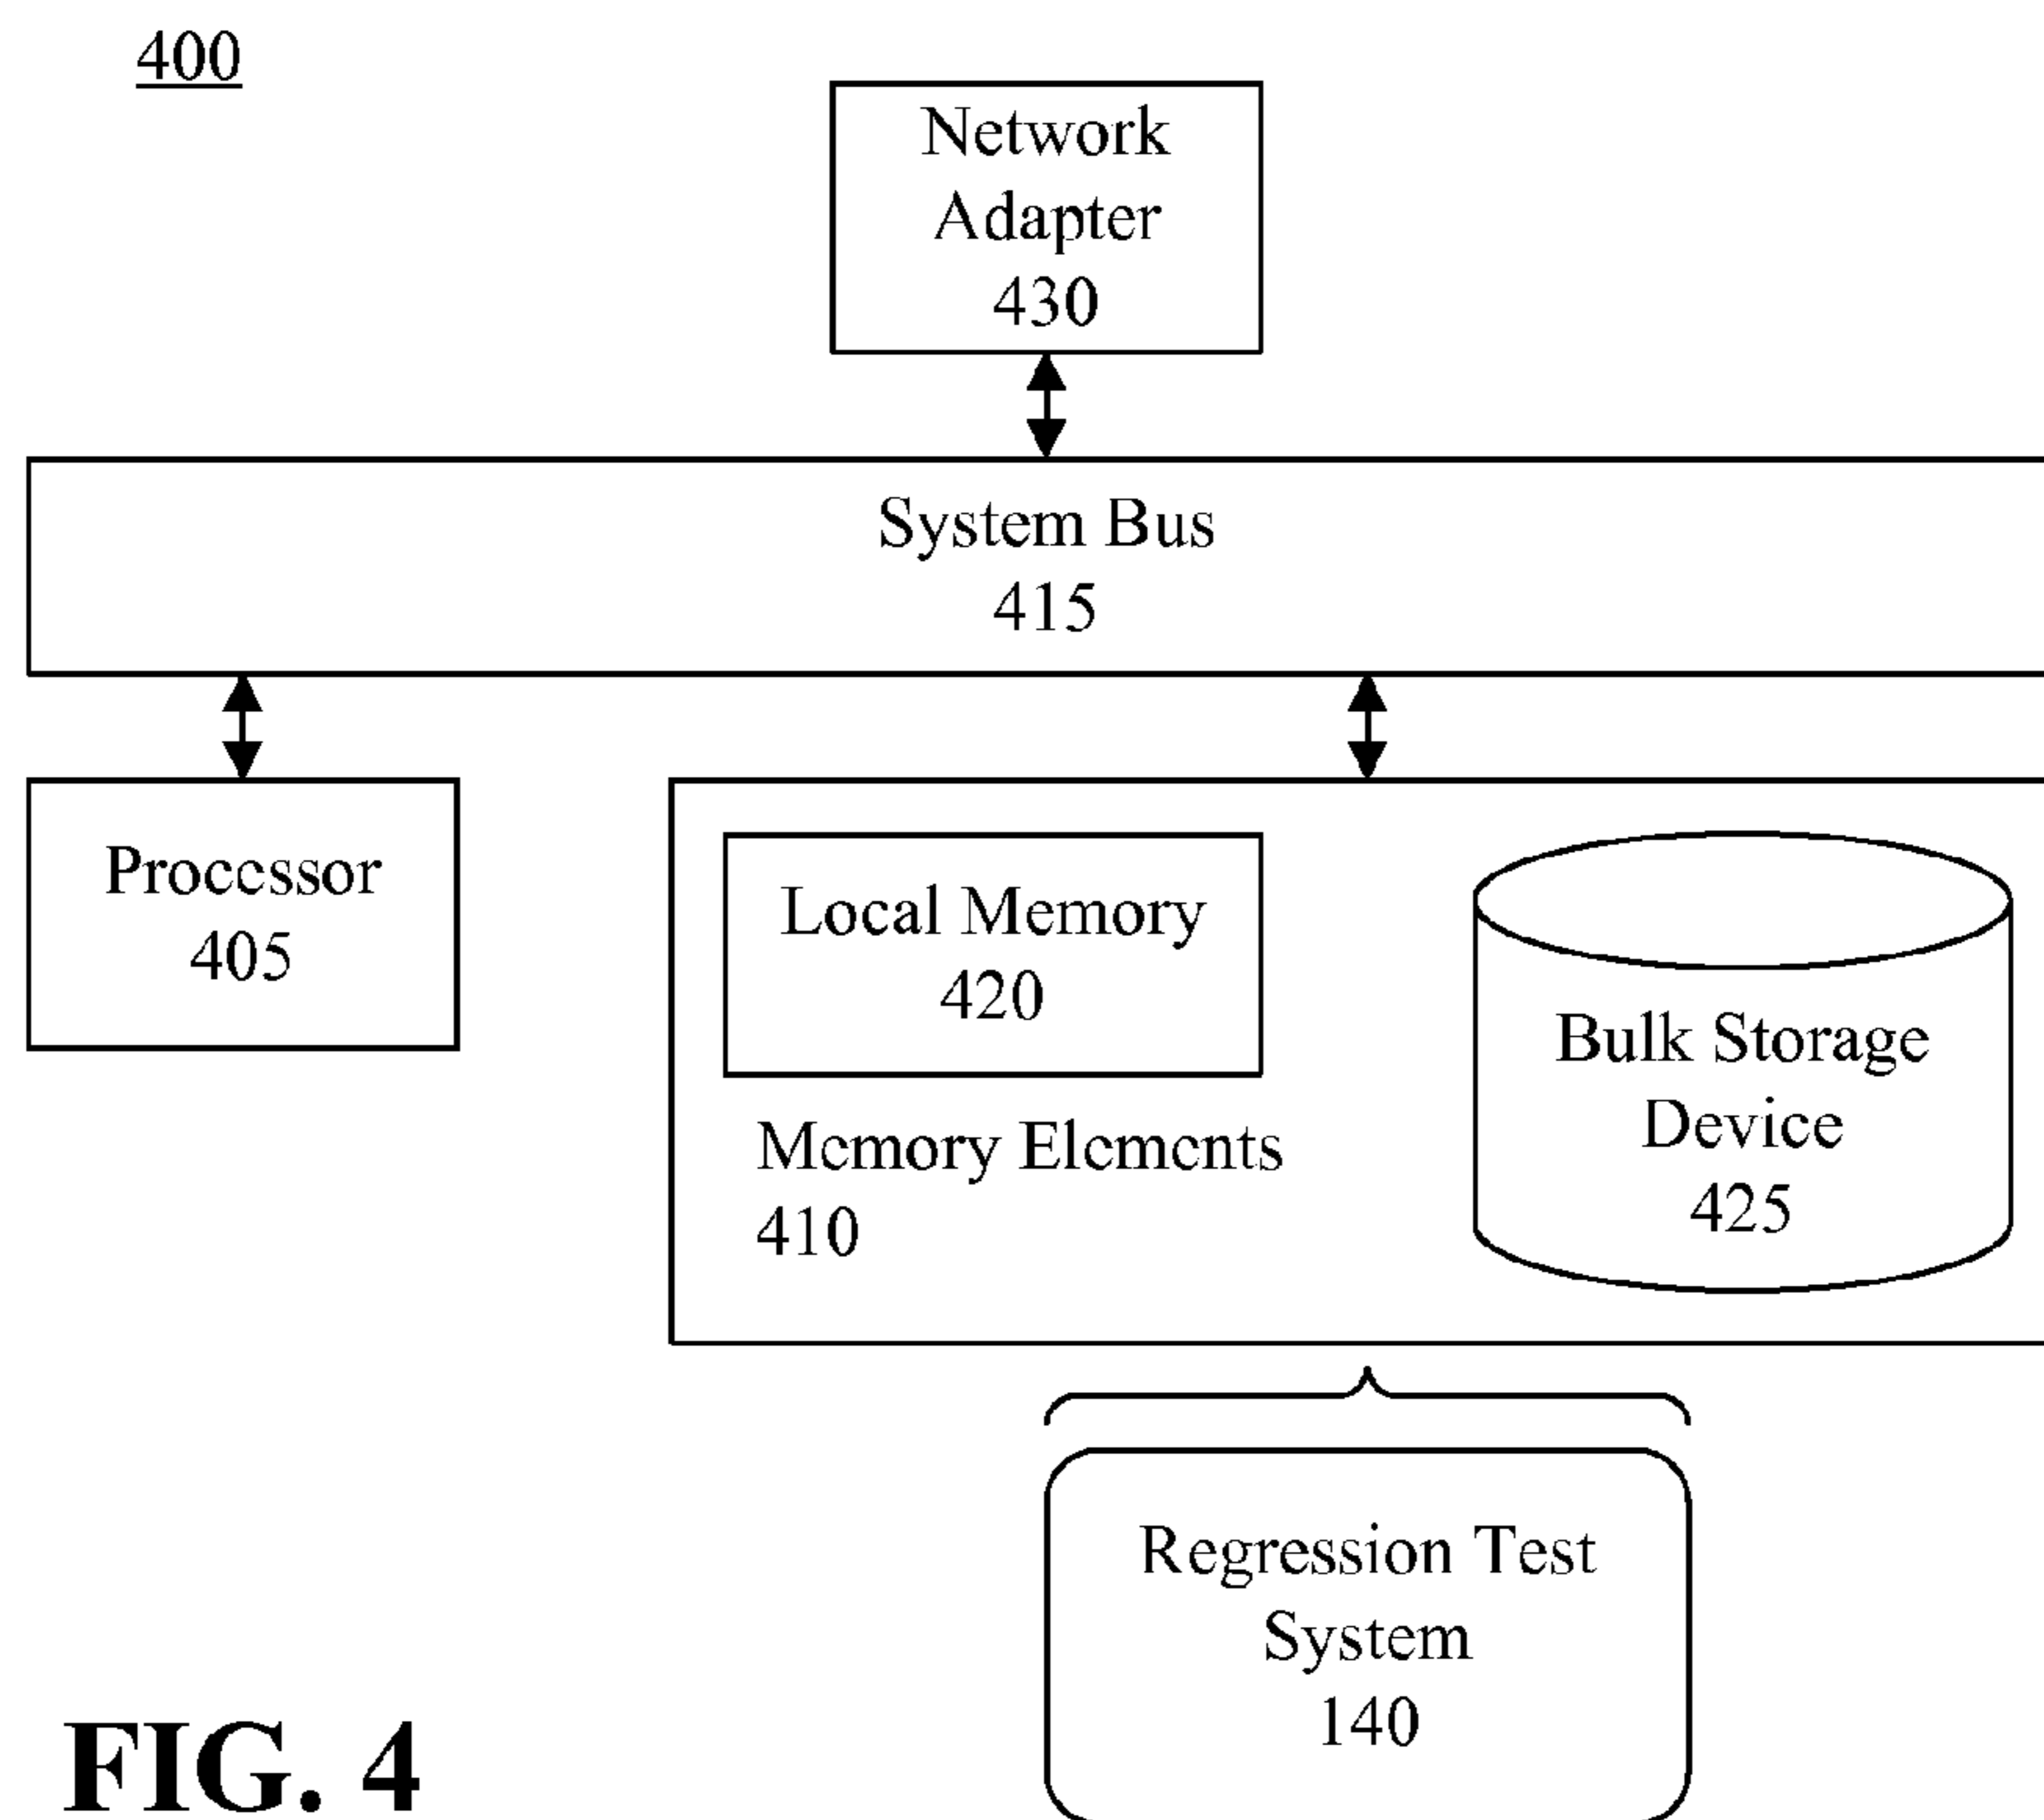 400
Network
Adapter
430
System Bus
415
Processor
405
Local Memory
420
Memory Elements
410
Bulk Storage
Device
425
Regression Test
System
140
FIG. 4